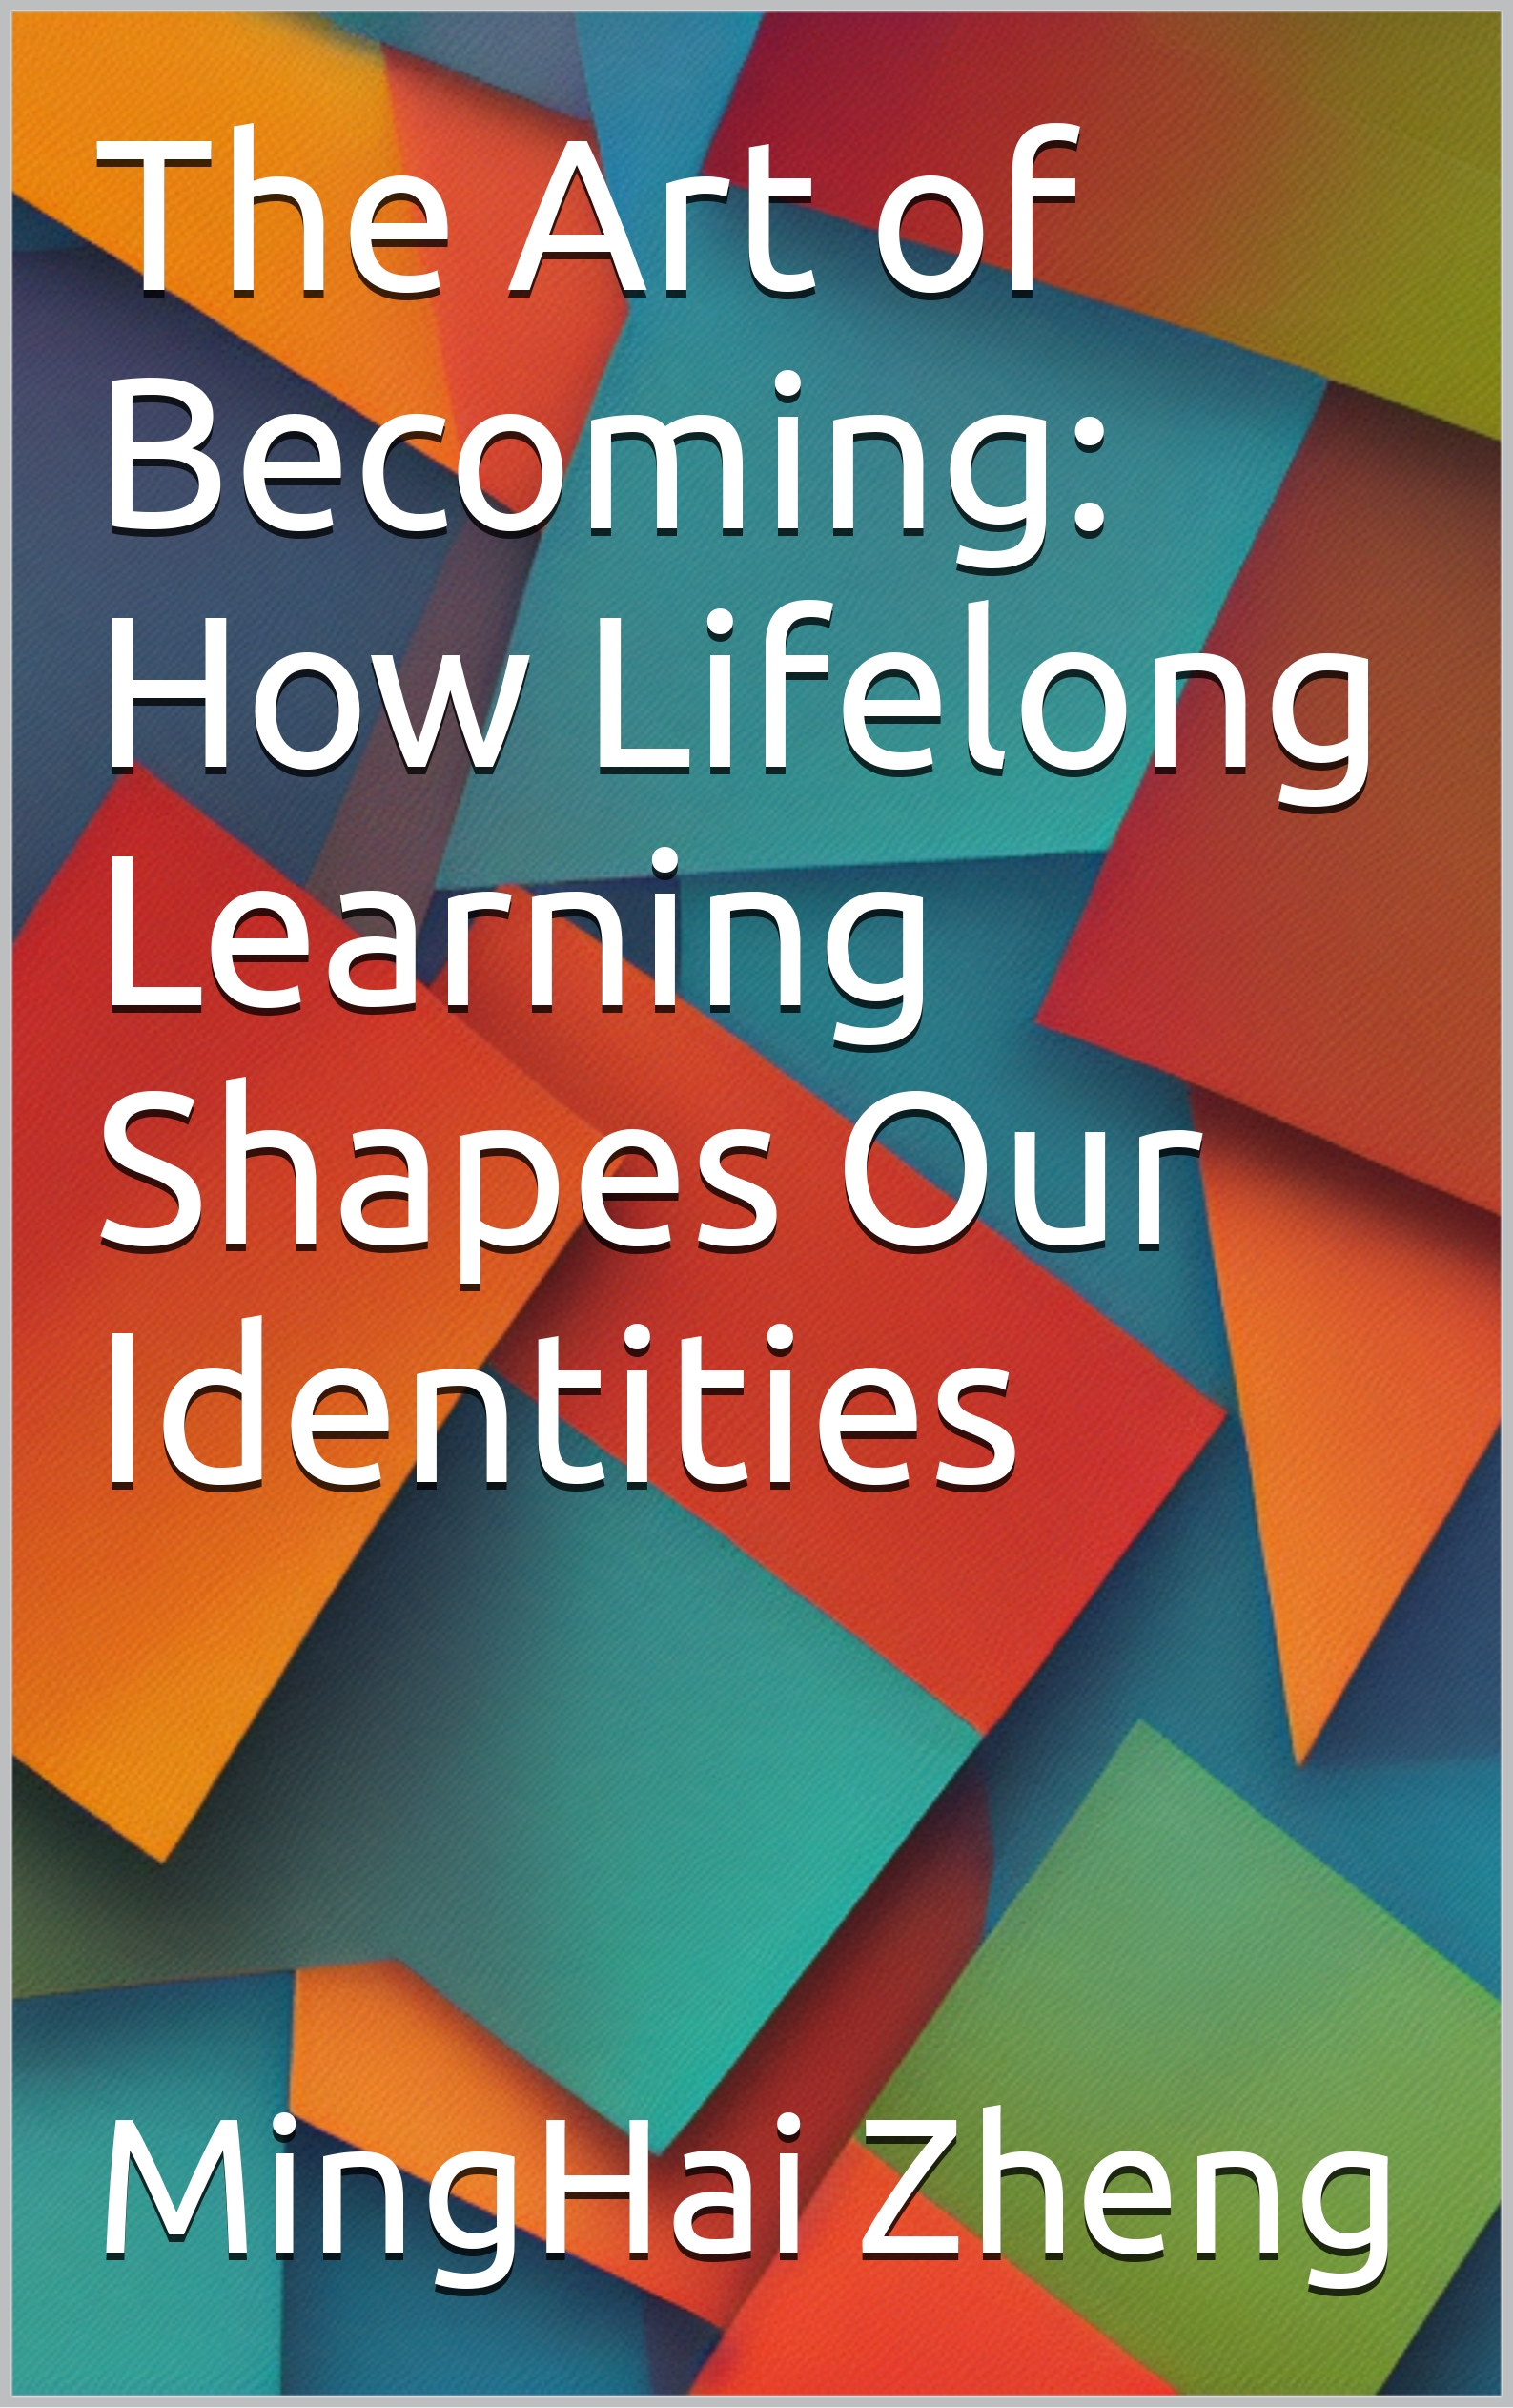 The Art of
Becoming:
How Lifelong
Learning
Shapes Our
Identities
MingHai Zheng